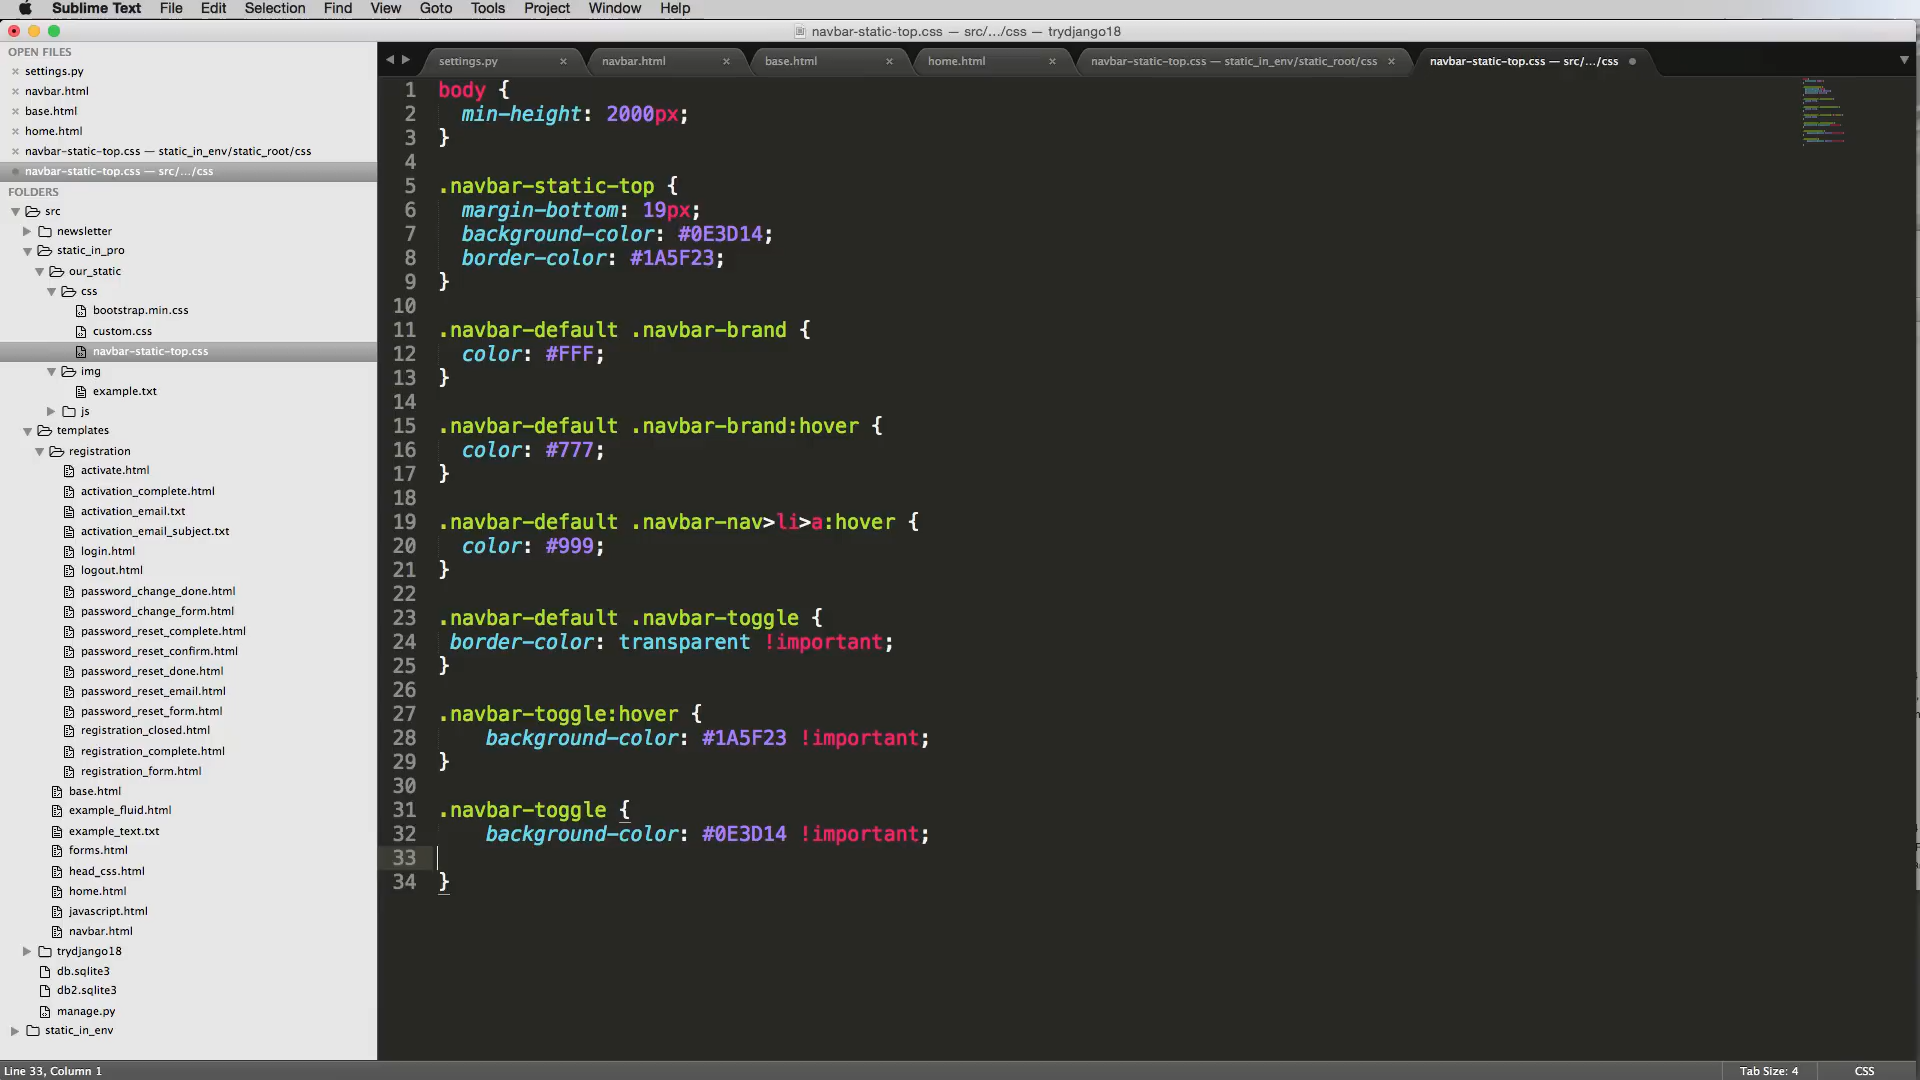 Sublime Text File Edit Selection Find View Goto Tools Project Window Help
navbar-static-top.css — src/.../css — trydjango18
OPEN FILES
settings.py
navbar.html
base.html
home.html
navbar-static-top.css — static_in_env/static_root/css
navbar-static-top.css — src/.../css
FOLDERS
src
newsletter
static_in_pro
our_static
css
bootstrap.min.css
custom.css
navbar-static-top.css
img
example.txt
js
templates
registration
activate.html
activation_complete.html
activation_email.txt
activation_email_subject.txt
login.html
logout.html
password_change_done.html
password_change_form.html
password_reset_complete.html
password_reset_confirm.html
password_reset_done.html
password_reset_email.html
password_reset_form.html
registration_closed.html
registration_complete.html
registration_form.html
base.html
example_fluid.html
example_text.txt
forms.html
head_css.html
home.html
javascript.html
navbar.html
trydjango18
db.sqlite3
db2.sqlite3
manage.py
static_in_env
settings.py navbar.html base.html home.html navbar-static-top.css — static_in_env/static_root/css navbar-static-top.css — src/.../css
1 body {
2 min-height: 2000px;
3 }
4
5 .navbar-static-top {
6 margin-bottom: 19px;
7 background-color: #0E3D14;
8 border-color: #1A5F23;
9 }
10
11 .navbar-default .navbar-brand {
12 color: #FFF;
13 }
14
15 .navbar-default .navbar-brand:hover {
16 color: #777;
17 }
18
19 .navbar-default .navbar-nav>li>a:hover {
20 color: #999;
21 }
22
23 .navbar-default .navbar-toggle {
24 border-color: transparent !important;
25 }
26
27 .navbar-toggle:hover {
28 background-color: #1A5F23 !important;
29 }
30
31 .navbar-toggle {
32 background-color: #0E3D14 !important;
33
34 }
Line 33, Column 1 Tab Size: 4 CSS